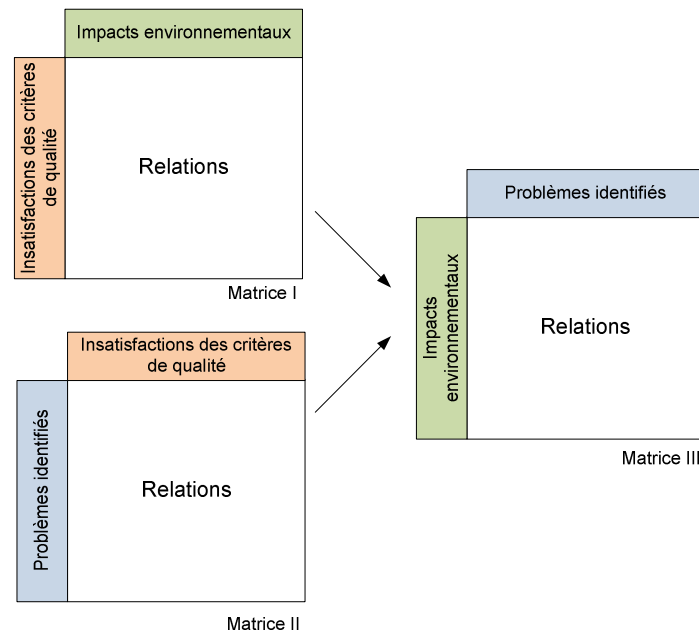 Impacts environnementaux
Insatisfactions des critères
de qualité
Relations
Matrice I
Insatisfactions des critères
de qualité
Problèmes identifiés
Relations
Matrice II
Problèmes identifiés
Impacts
environnementaux
Relations
Matrice III